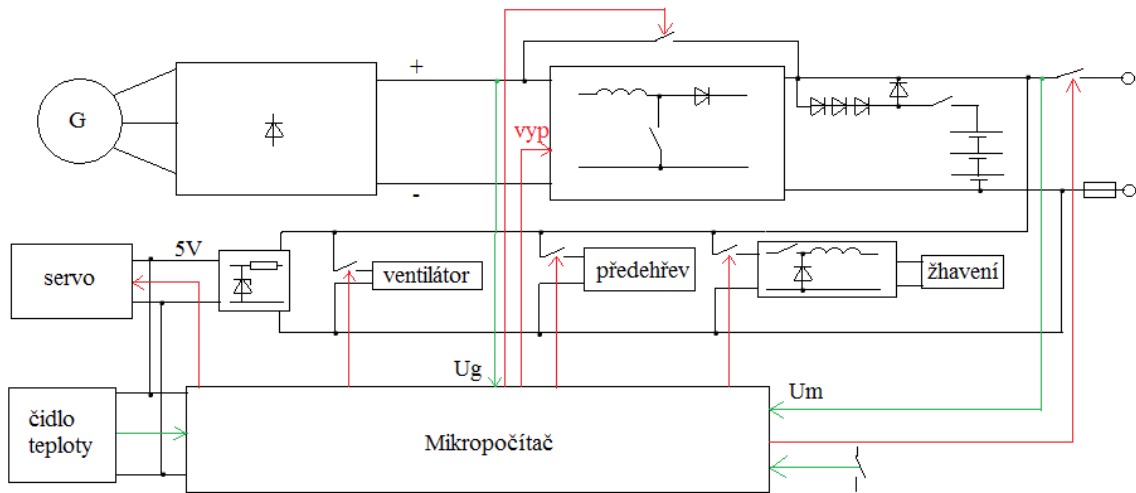 +
G
vyp
-
5V
servo
ventilátor
předehřev
žhavení
Ug
Um
čidlo
teploty
Mikropočítač